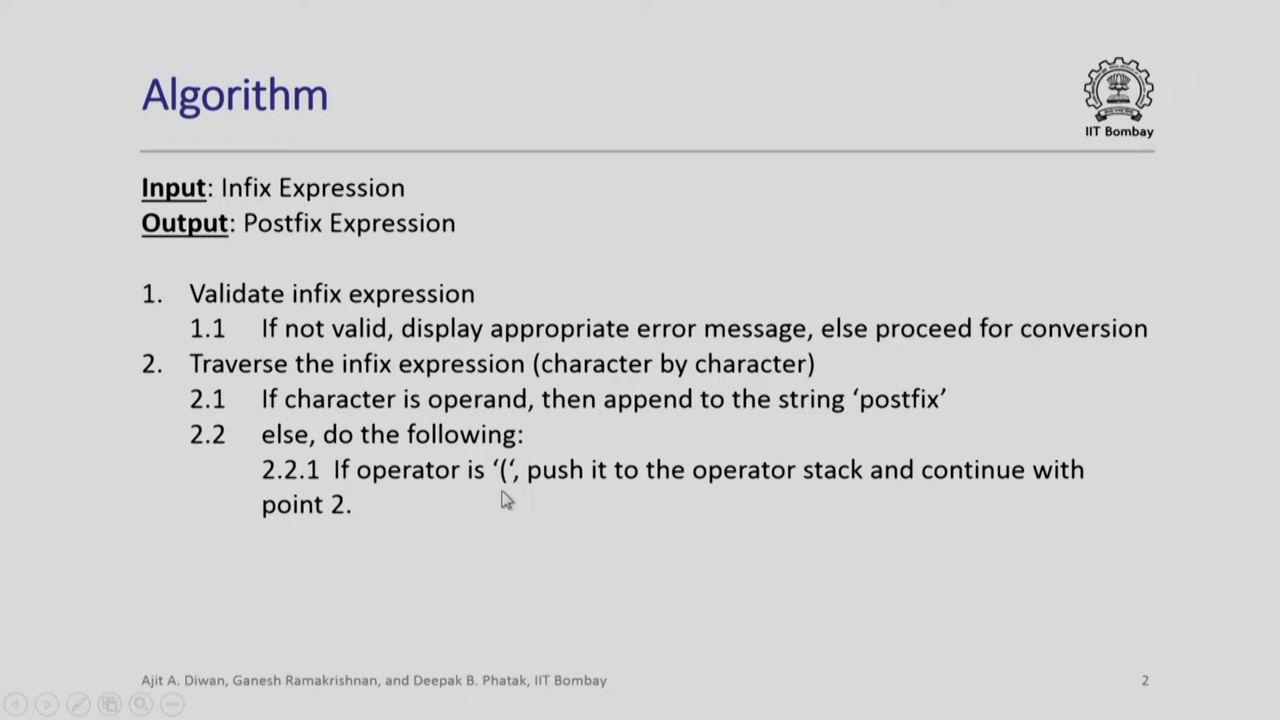 Algorithm
IIT Bombay
Input: Infix Expression
Output: Postfix Expression
1. Validate infix expression
1.1 If not valid, display appropriate error message, else proceed for conversion
2. Traverse the infix expression (character by character)
2.1 If character is operand, then append to the string ‘postfix’
2.2 else, do the following:
2.2.1 If operator is ‘(‘, push it to the operator stack and continue with
point 2.
Ajit A. Diwan, Ganesh Ramakrishnan, and Deepak B. Phatak, IIT Bombay
2